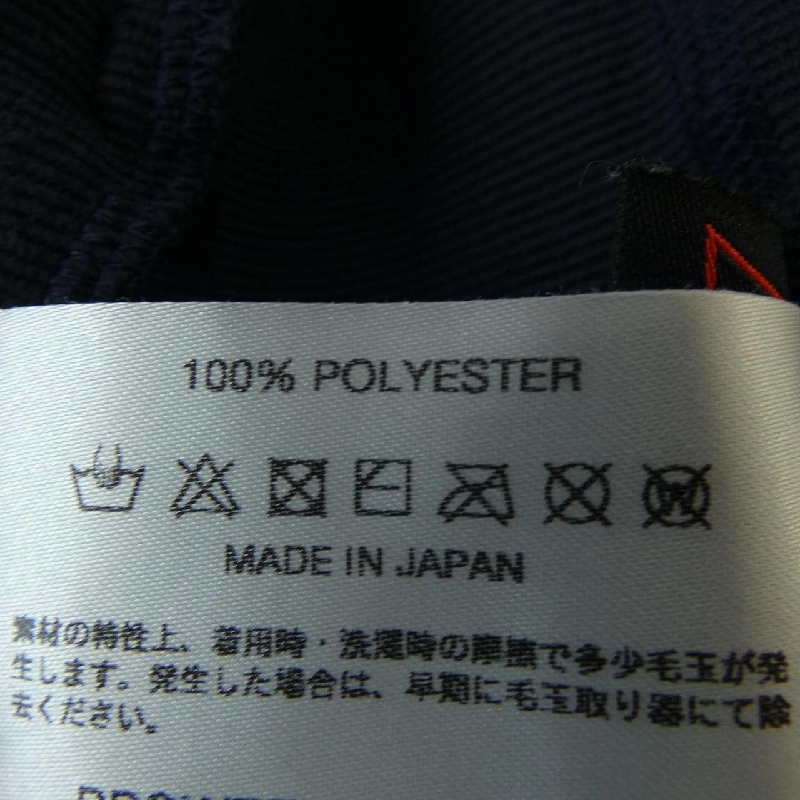 100% POLYESTER
MADE IN JAPAN
素材の特性上、着用時・洗濯時の摩擦で多少毛玉が発
生します。発生した場合は、早期に毛玉取り器にて除
去ください。